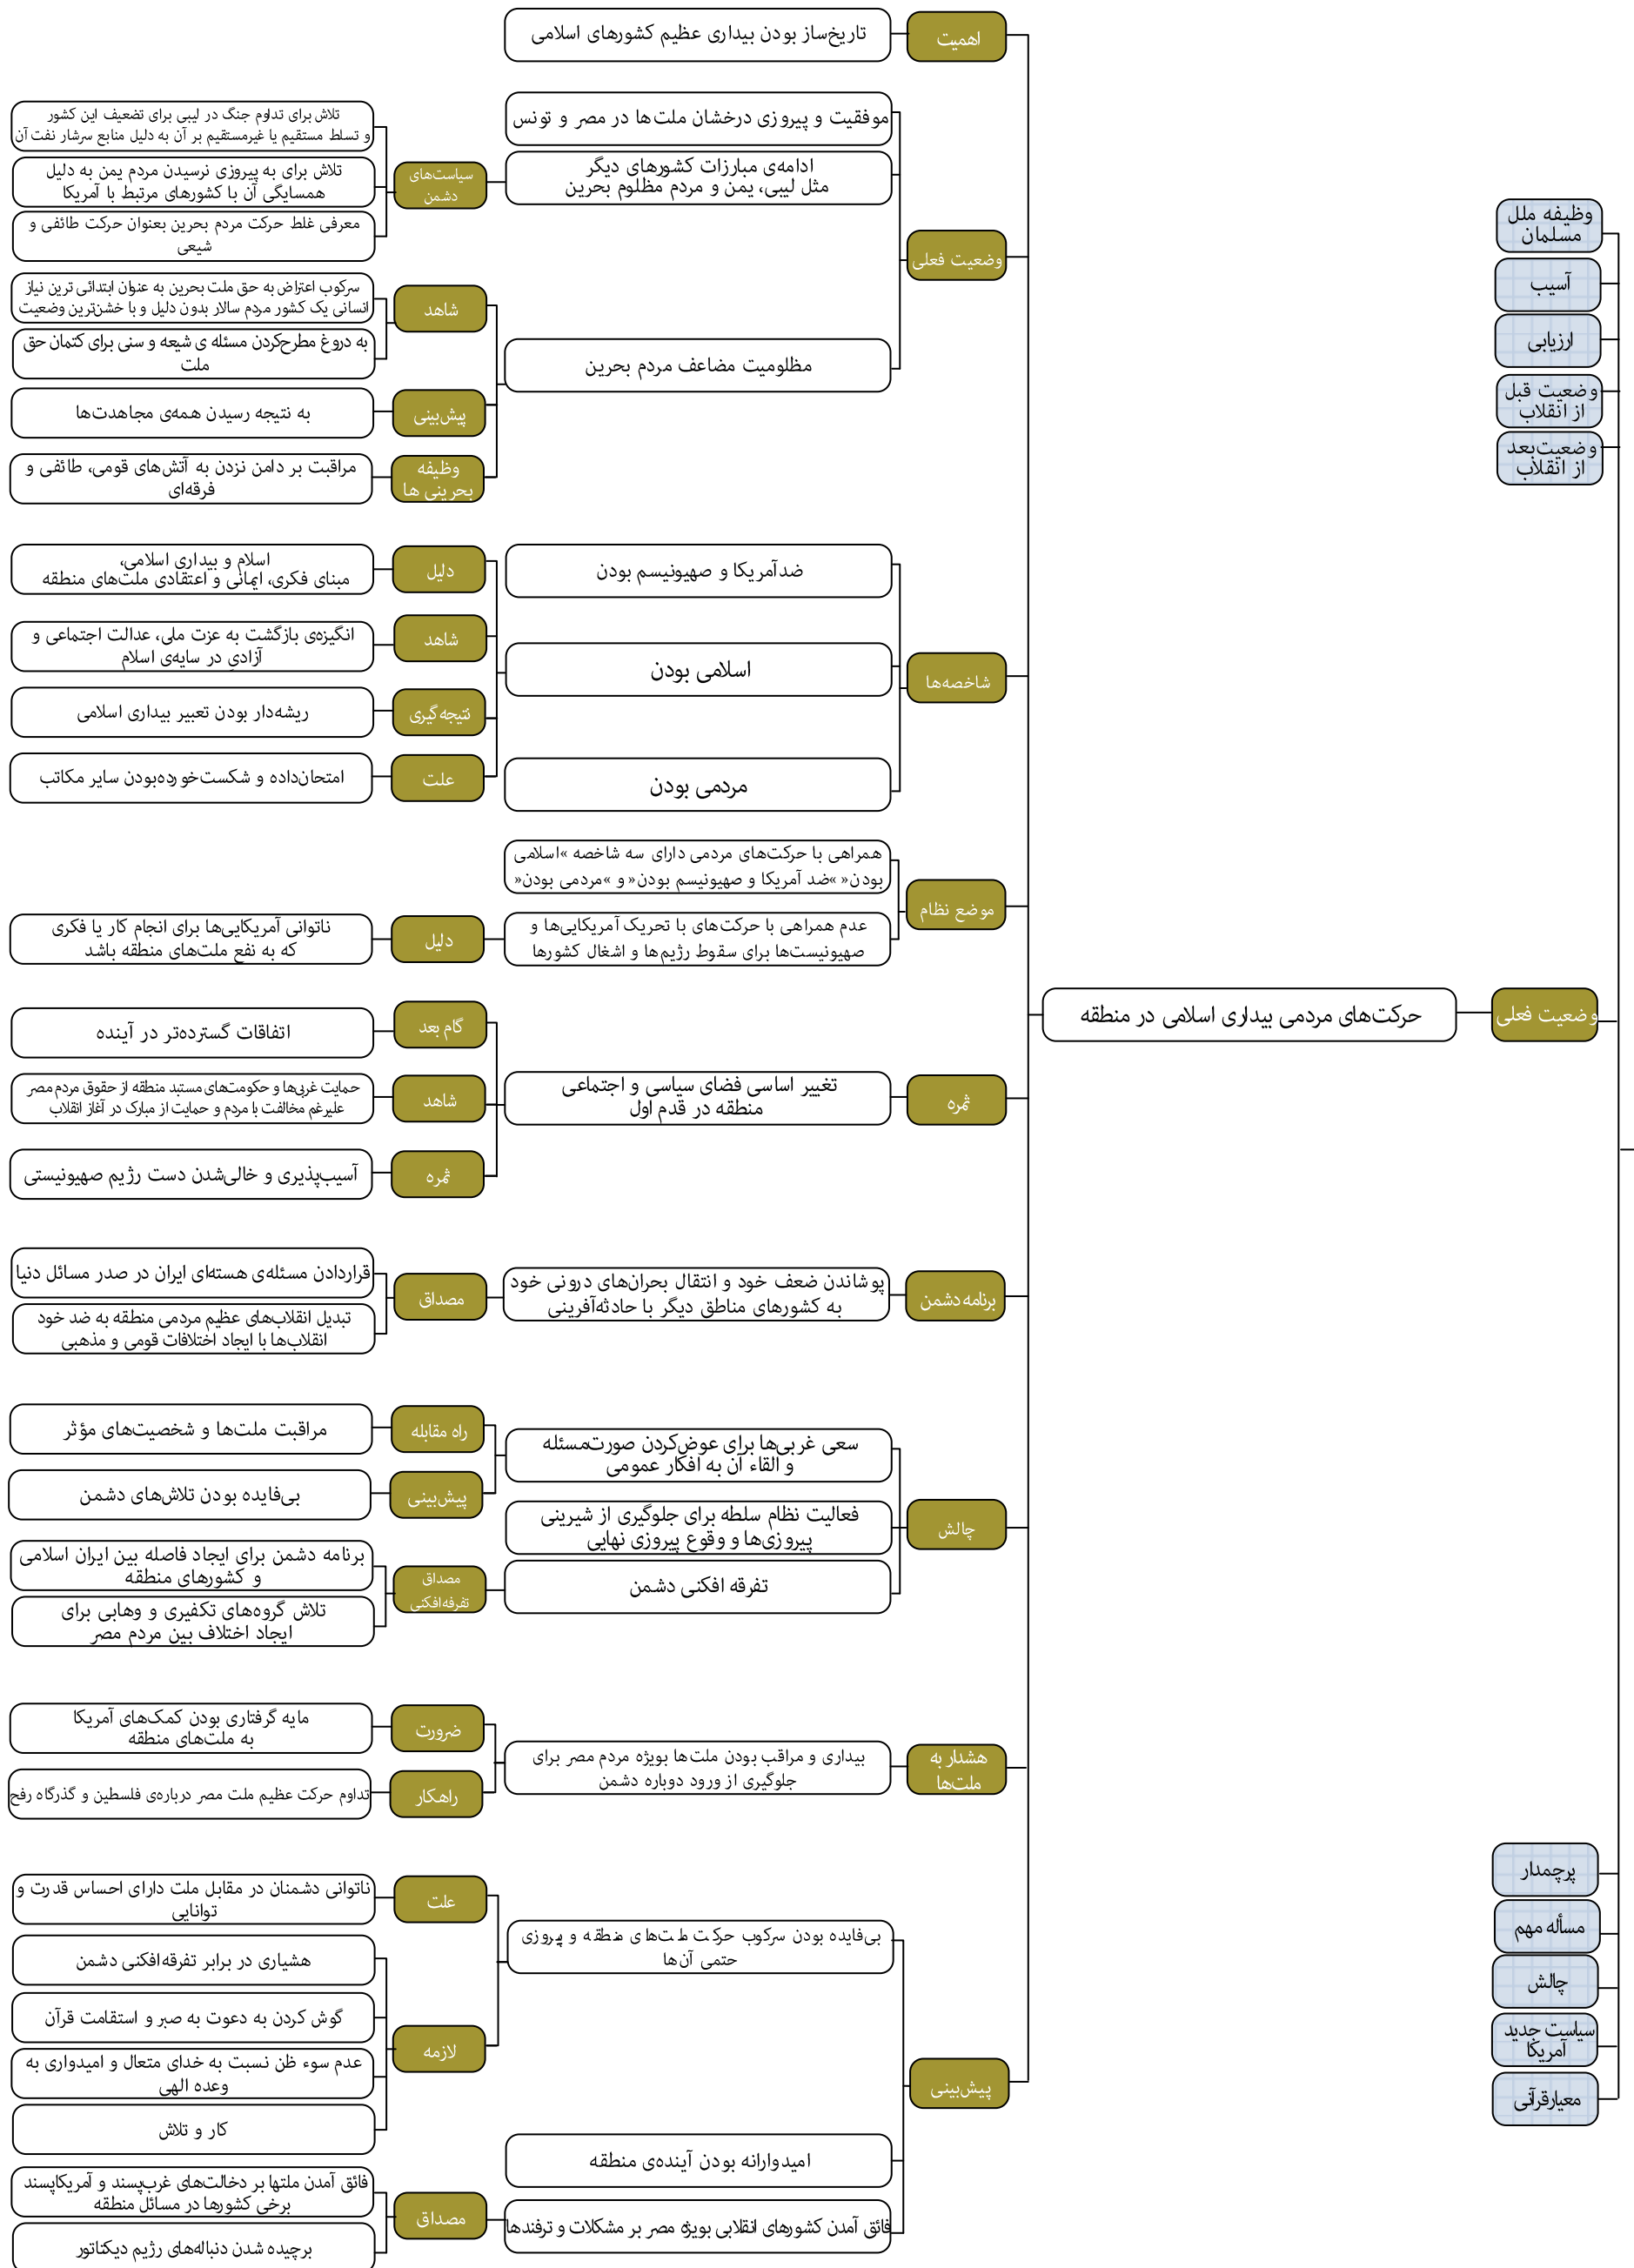 وظیفه ملل
مسلمان
آسیب
ارزیابی
وضعیت قبل
از انقلاب
وضعیت‌بعد
از انقلاب
وضعیت فعلی
حرکت‌های مردمی بیداری اسلامی در منطقه
اهمیت
تاریخ‌ساز بودن بیداری عظیم کشورهای اسلامی
وضعیت فعلی
موفقیت و پیروزی درخشان ملت‌ها در مصر و تونس
ادامه‌ی مبارزات کشورهای دیگر
مثل لیبی، یمن و مردم مظلوم بحرین
سیاست‌های
دشمن
تلاش برای تداوم جنگ در لیبی برای تضعیف این کشور
و تسلط مستقیم یا غیرمستقیم بر آن به دلیل منابع سرشار نفت آن
تلاش برای به پیروزی نرسیدن مردم یمن به دلیل
همسایگی آن با کشورهای مرتبط با آمریکا
معرفی غلط حرکت مردم بحرین بعنوان حرکت طائفی و
شیعی
مظلومیت مضاعف مردم بحرین
شاهد
سرکوب اعتراض به حق ملت بحرین به عنوان ابتدائی ترین نیاز
انسانی یک کشور مردم سالار بدون دلیل و با خشن‌ترین وضعیت
به دروغ مطرح‌کردن مسئله ی شیعه و سنی برای کتمان حق
ملت
پیش‌بینی
به نتیجه رسیدن همه‌ی مجاهدت‌ها
وظیفه
بحرینی ها
مراقبت بر دامن نزدن به آتش‌های قومی، طائفی و
فرقه‌ای
شاخصه‌ها
ضدآمریکا و صهیونیسم بودن
اسلامی بودن
دلیل
اسلام و بیداری اسلامی،
مبنای فکری، ایمانی و اعتقادی ملت‌های منطقه
شاهد
انگیزه‌ی بازگشت به عزت ملی، عدالت اجتماعی و
آزادی در سایه‌ی اسلام
نتیجه‌گیری
ریشه‌دار بودن تعبیر بیداری اسلامی
علت
امتحان‌داده و شکست‌خورده‌بودن سایر مکاتب
مردمی بودن
موضع نظام
همراهی با حرکت‌های مردمی دارای سه شاخصه »اسلامی
بودن« »ضد آمریکا و صهیونیسم بودن« و »مردمی بودن«
عدم همراهی با حرکت‌های با تحریک آمریکایی‌ها و
صهیونیست‌ها برای سقوط رژیم‌ها و اشغال کشورها
دلیل
ناتوانی آمریکایی‌ها برای انجام کار یا فکری
که به نفع ملت‌های منطقه باشد
ثمره
تغییر اساسی فضای سیاسی و اجتماعی
منطقه در قدم اول
گام بعد
اتفاقات گسترده‌تر در آینده
شاهد
حمایت غربی‌ها و حکومت‌های مستبد منطقه از حقوق مردم مصر
علیرغم مخالفت با مردم و حمایت از مبارک در آغاز انقلاب
ثمره
آسیب‌پذیری و خالی‌شدن دست رژیم صهیونیستی
برنامه دشمن
پوشاندن ضعف خود و انتقال بحران‌های درونی خود
به کشورهای مناطق دیگر با حادثه‌آفرینی
مصداق
قراردادن مسئله‌ی هسته‌ای ایران در صدر مسائل دنیا
تبدیل انقلاب‌های عظیم مردمی منطقه به ضد خود
انقلاب‌ها با ایجاد اختلافات قومی و مذهبی
چالش
سعی غربی‌ها برای عوض‌کردن صورت‌مسئله
و القاء آن به افکار عمومی
راه مقابله
مراقبت ملت‌ها و شخصیت‌های مؤثر
پیش‌بینی
بی‌فایده بودن تلاش‌های دشمن
فعالیت نظام سلطه برای جلوگیری از شیرینی
پیروزی‌ها و وقوع پیروزی نهایی
تفرقه افکنی دشمن
مصداق
تفرقه‌افکنی
برنامه دشمن برای ایجاد فاصله بین ایران اسلامی
و کشورهای منطقه
تلاش گروه‌های تکفیری و وهابی برای
ایجاد اختلاف بین مردم مصر
هشدار به
ملت‌ها
بیداری و مراقب بودن ملت‌ها بویژه مردم مصر برای
جلوگیری از ورود دوباره دشمن
ضرورت
مایه گرفتاری بودن کمک‌های آمریکا
به ملت‌های منطقه
راهکار
تداوم حرکت عظیم ملت مصر درباره‌ی فلسطین و گذرگاه رفح
پیش‌بینی
بی‌فایده بودن سرکوب حرکت ملت‌های منطقه و پیروزی
حتمی آن‌ها
علت
ناتوانی دشمنان در مقابل ملت دارای احساس قدرت و
توانایی
لازمه
هشیاری در برابر تفرقه‌افکنی دشمن
گوش کردن به دعوت به صبر و استقامت قرآن
عدم سوء ظن نسبت به خدای متعال و امیدواری به
وعده الهی
کار و تلاش
امیدوارانه بودن آینده‌ی منطقه
فائق آمدن کشورهای انقلابی بویژه مصر بر مشکلات و ترفندها
مصداق
فائق آمدن ملتها بر دخالت‌های غرب‌پسند و آمریکاپسند
برخی کشورها در مسائل منطقه
برچیده شدن دنباله‌های رژیم دیکتاتور
پرچمدار
مسأله مهم
چالش
سیاست جدید
آمریکا
معیارقرآنی